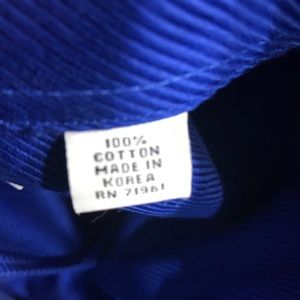 100%
COTTON
MADE IN
KOREA
RN 71961